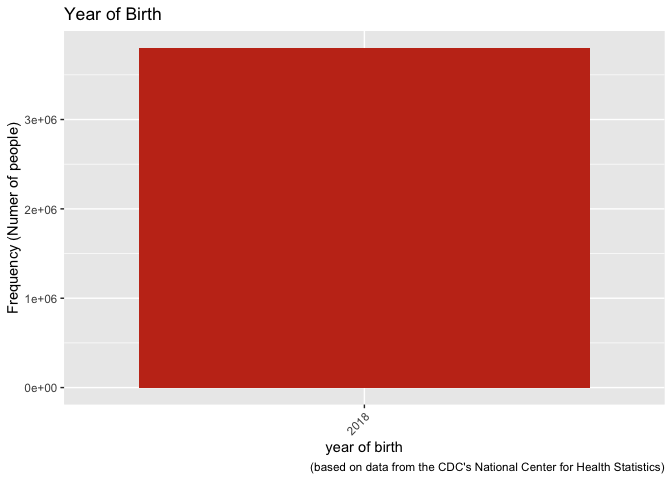 Year of Birth
Frequency (Numer of people)
3e+06
2e+06
1e+06
0e+00
2018
year of birth
(based on data from the CDC's National Center for Health Statistics)